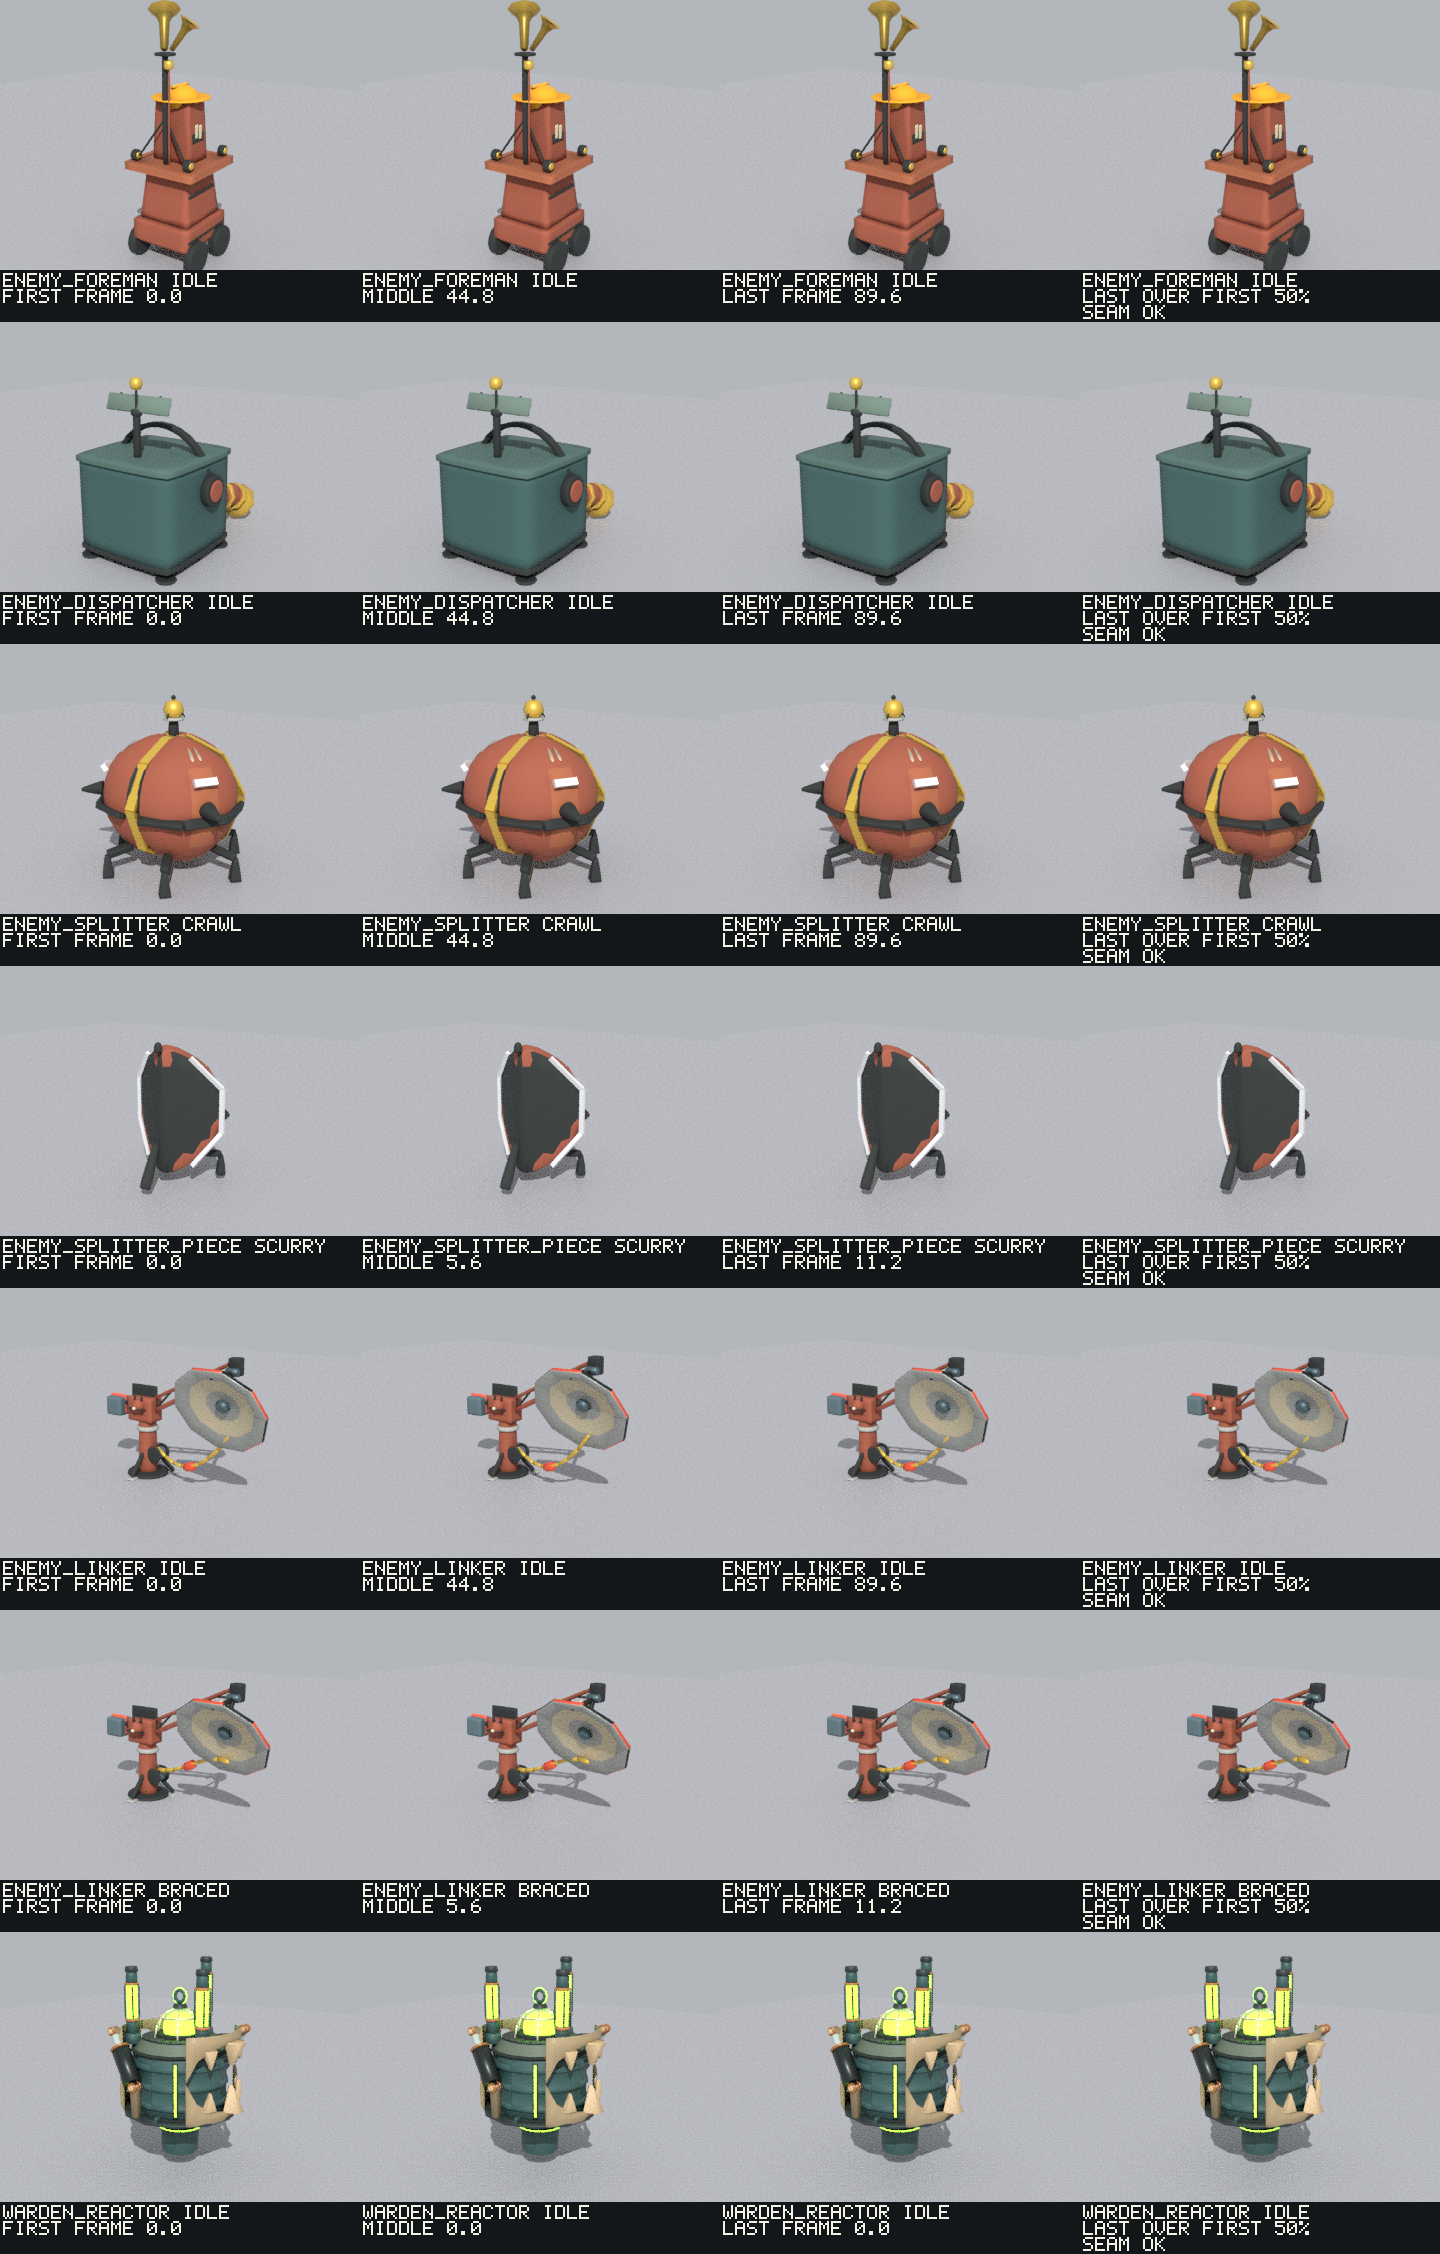 ENEMY_FOREMAN IDLE
FIRST FRAME 0.0
ENEMY_FOREMAN IDLE
MIDDLE 44.8
ENEMY_FOREMAN IDLE
LAST FRAME 89.6
ENEMY_FOREMAN IDLE
LAST OVER FIRST 50%
SEAM OK
ENEMY_DISPATCHER IDLE
FIRST FRAME 0.0
ENEMY_DISPATCHER IDLE
MIDDLE 44.8
ENEMY_DISPATCHER IDLE
LAST FRAME 89.6
ENEMY_DISPATCHER IDLE
LAST OVER FIRST 50%
SEAM OK
ENEMY_SPLITTER CRAWL
FIRST FRAME 0.0
ENEMY_SPLITTER CRAWL
MIDDLE 44.8
ENEMY_SPLITTER CRAWL
LAST FRAME 89.6
ENEMY_SPLITTER CRAWL
LAST OVER FIRST 50%
SEAM OK
ENEMY_SPLITTER_PIECE SCURRY
FIRST FRAME 0.0
ENEMY_SPLITTER_PIECE SCURRY
MIDDLE 5.6
ENEMY_SPLITTER_PIECE SCURRY
LAST FRAME 11.2
ENEMY_SPLITTER_PIECE SCURRY
LAST OVER FIRST 50%
SEAM OK
ENEMY_LINKER IDLE
FIRST FRAME 0.0
ENEMY_LINKER IDLE
MIDDLE 44.8
ENEMY_LINKER IDLE
LAST FRAME 89.6
ENEMY_LINKER IDLE
LAST OVER FIRST 50%
SEAM OK
ENEMY_LINKER BRACED
FIRST FRAME 0.0
ENEMY_LINKER BRACED
MIDDLE 5.6
ENEMY_LINKER BRACED
LAST FRAME 11.2
ENEMY_LINKER BRACED
LAST OVER FIRST 50%
SEAM OK
WARDEN_REACTOR IDLE
FIRST FRAME 0.0
WARDEN_REACTOR IDLE
MIDDLE 0.0
WARDEN_REACTOR IDLE
LAST FRAME 0.0
WARDEN_REACTOR IDLE
LAST OVER FIRST 50%
SEAM OK